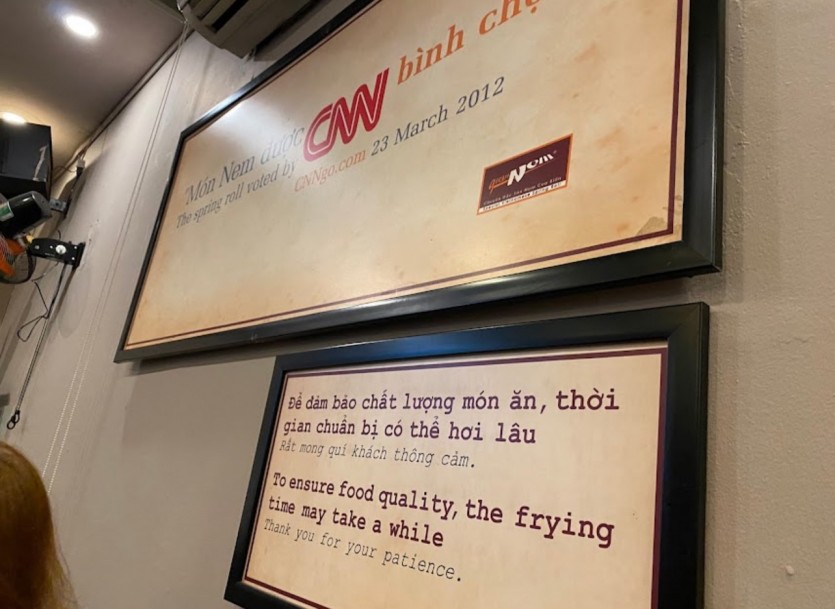 "Món Nem được CNN bình
The spring roll voted by CNNGo.com 23 March 2012
Nem
Để đảm bảo chất lượng món ăn, thời
gian chuẩn bị có thể hơi lâu
Rất mong quí khách thông cảm.
To ensure food quality, the frying
time may take a while
Thank you for your patience.